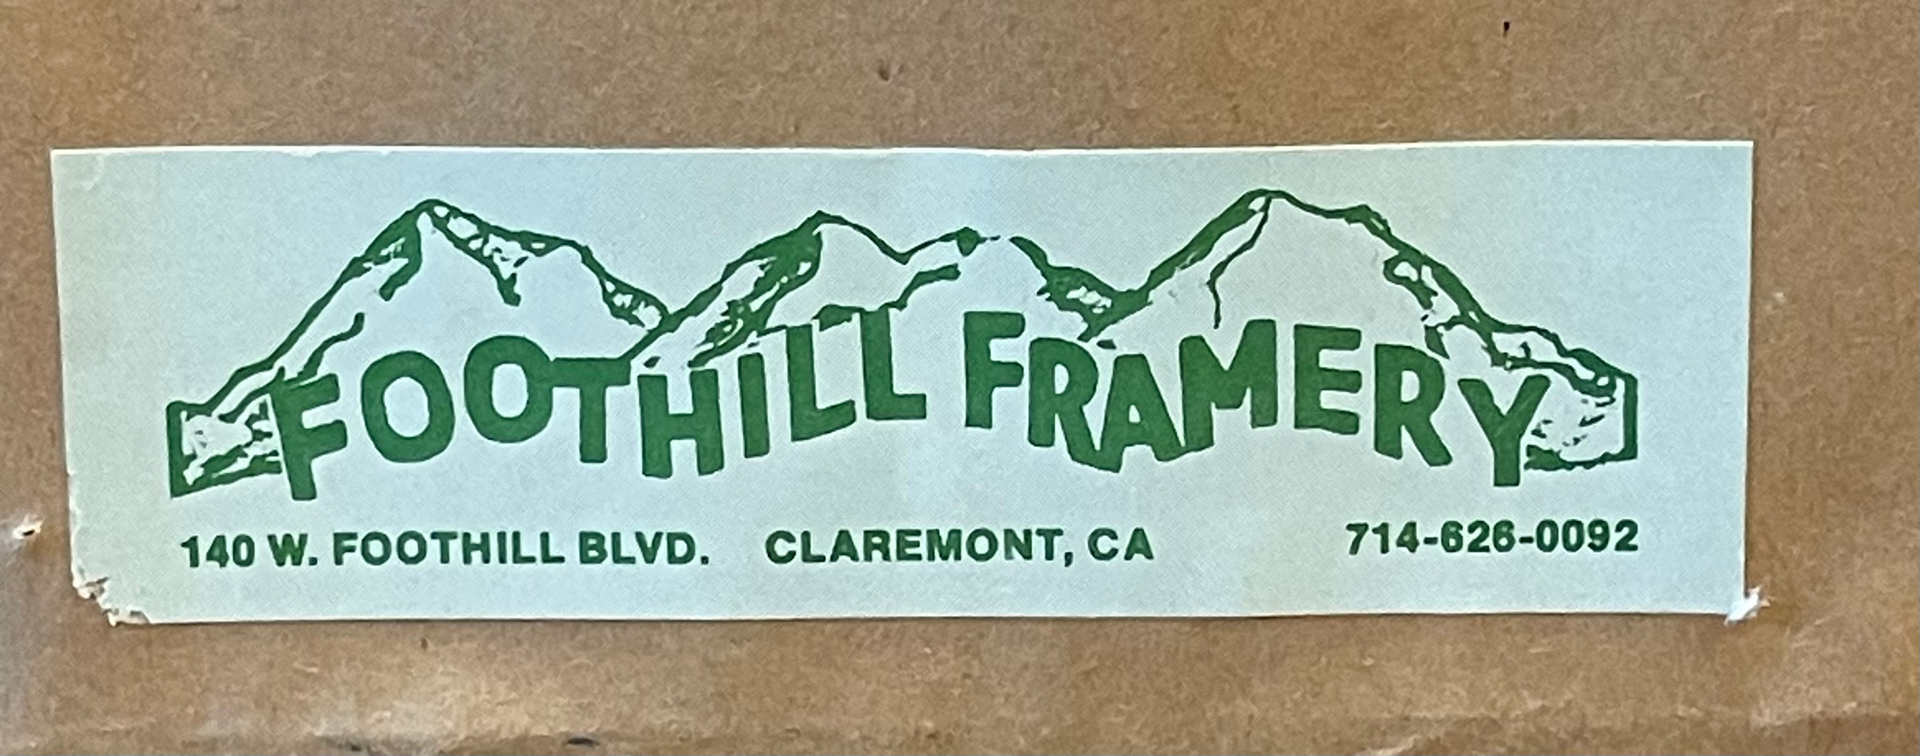 FOOTHILL FRAMERY
140 W. FOOTHILL BLVD. CLAREMONT, CA 714-626-0092